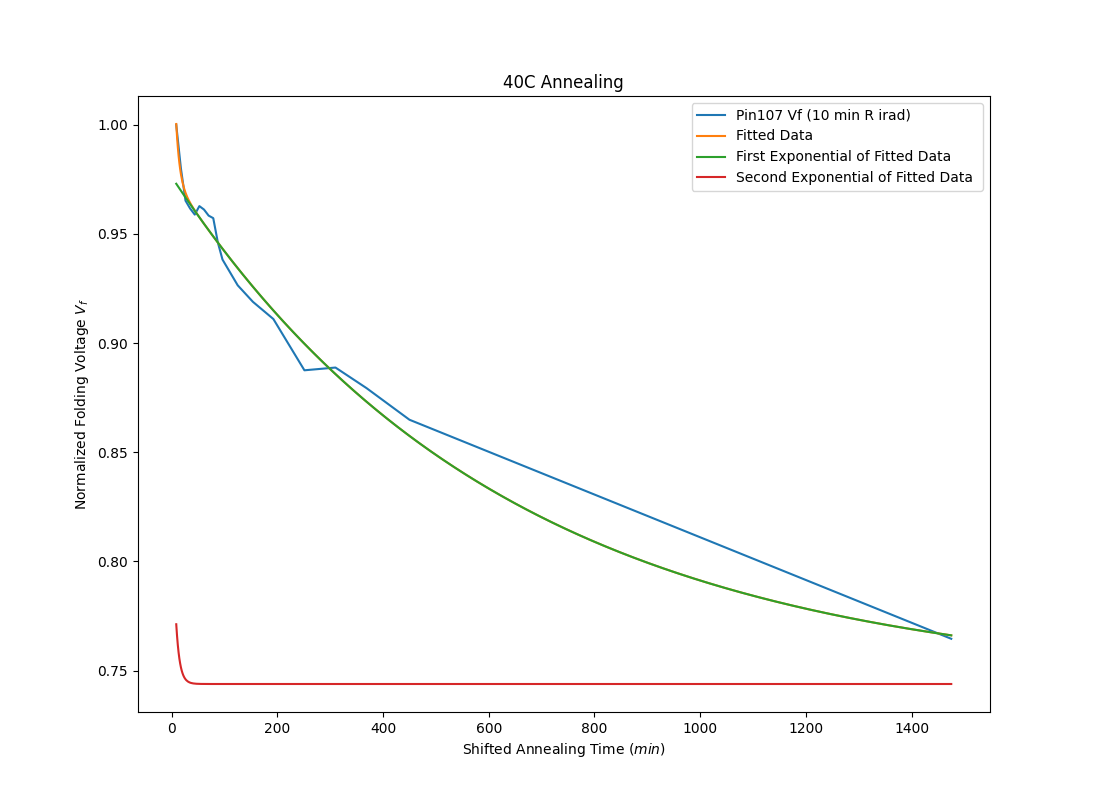 40C Annealing
Pin107 Vf (10 min R irad)
Fitted Data
First Exponential of Fitted Data
Second Exponential of Fitted Data
Normalized Folding Voltage V_f
1.00
0.95
0.90
0.85
0.80
0.75
0 200 400 600 800 1000 1200 1400
Shifted Annealing Time (min)